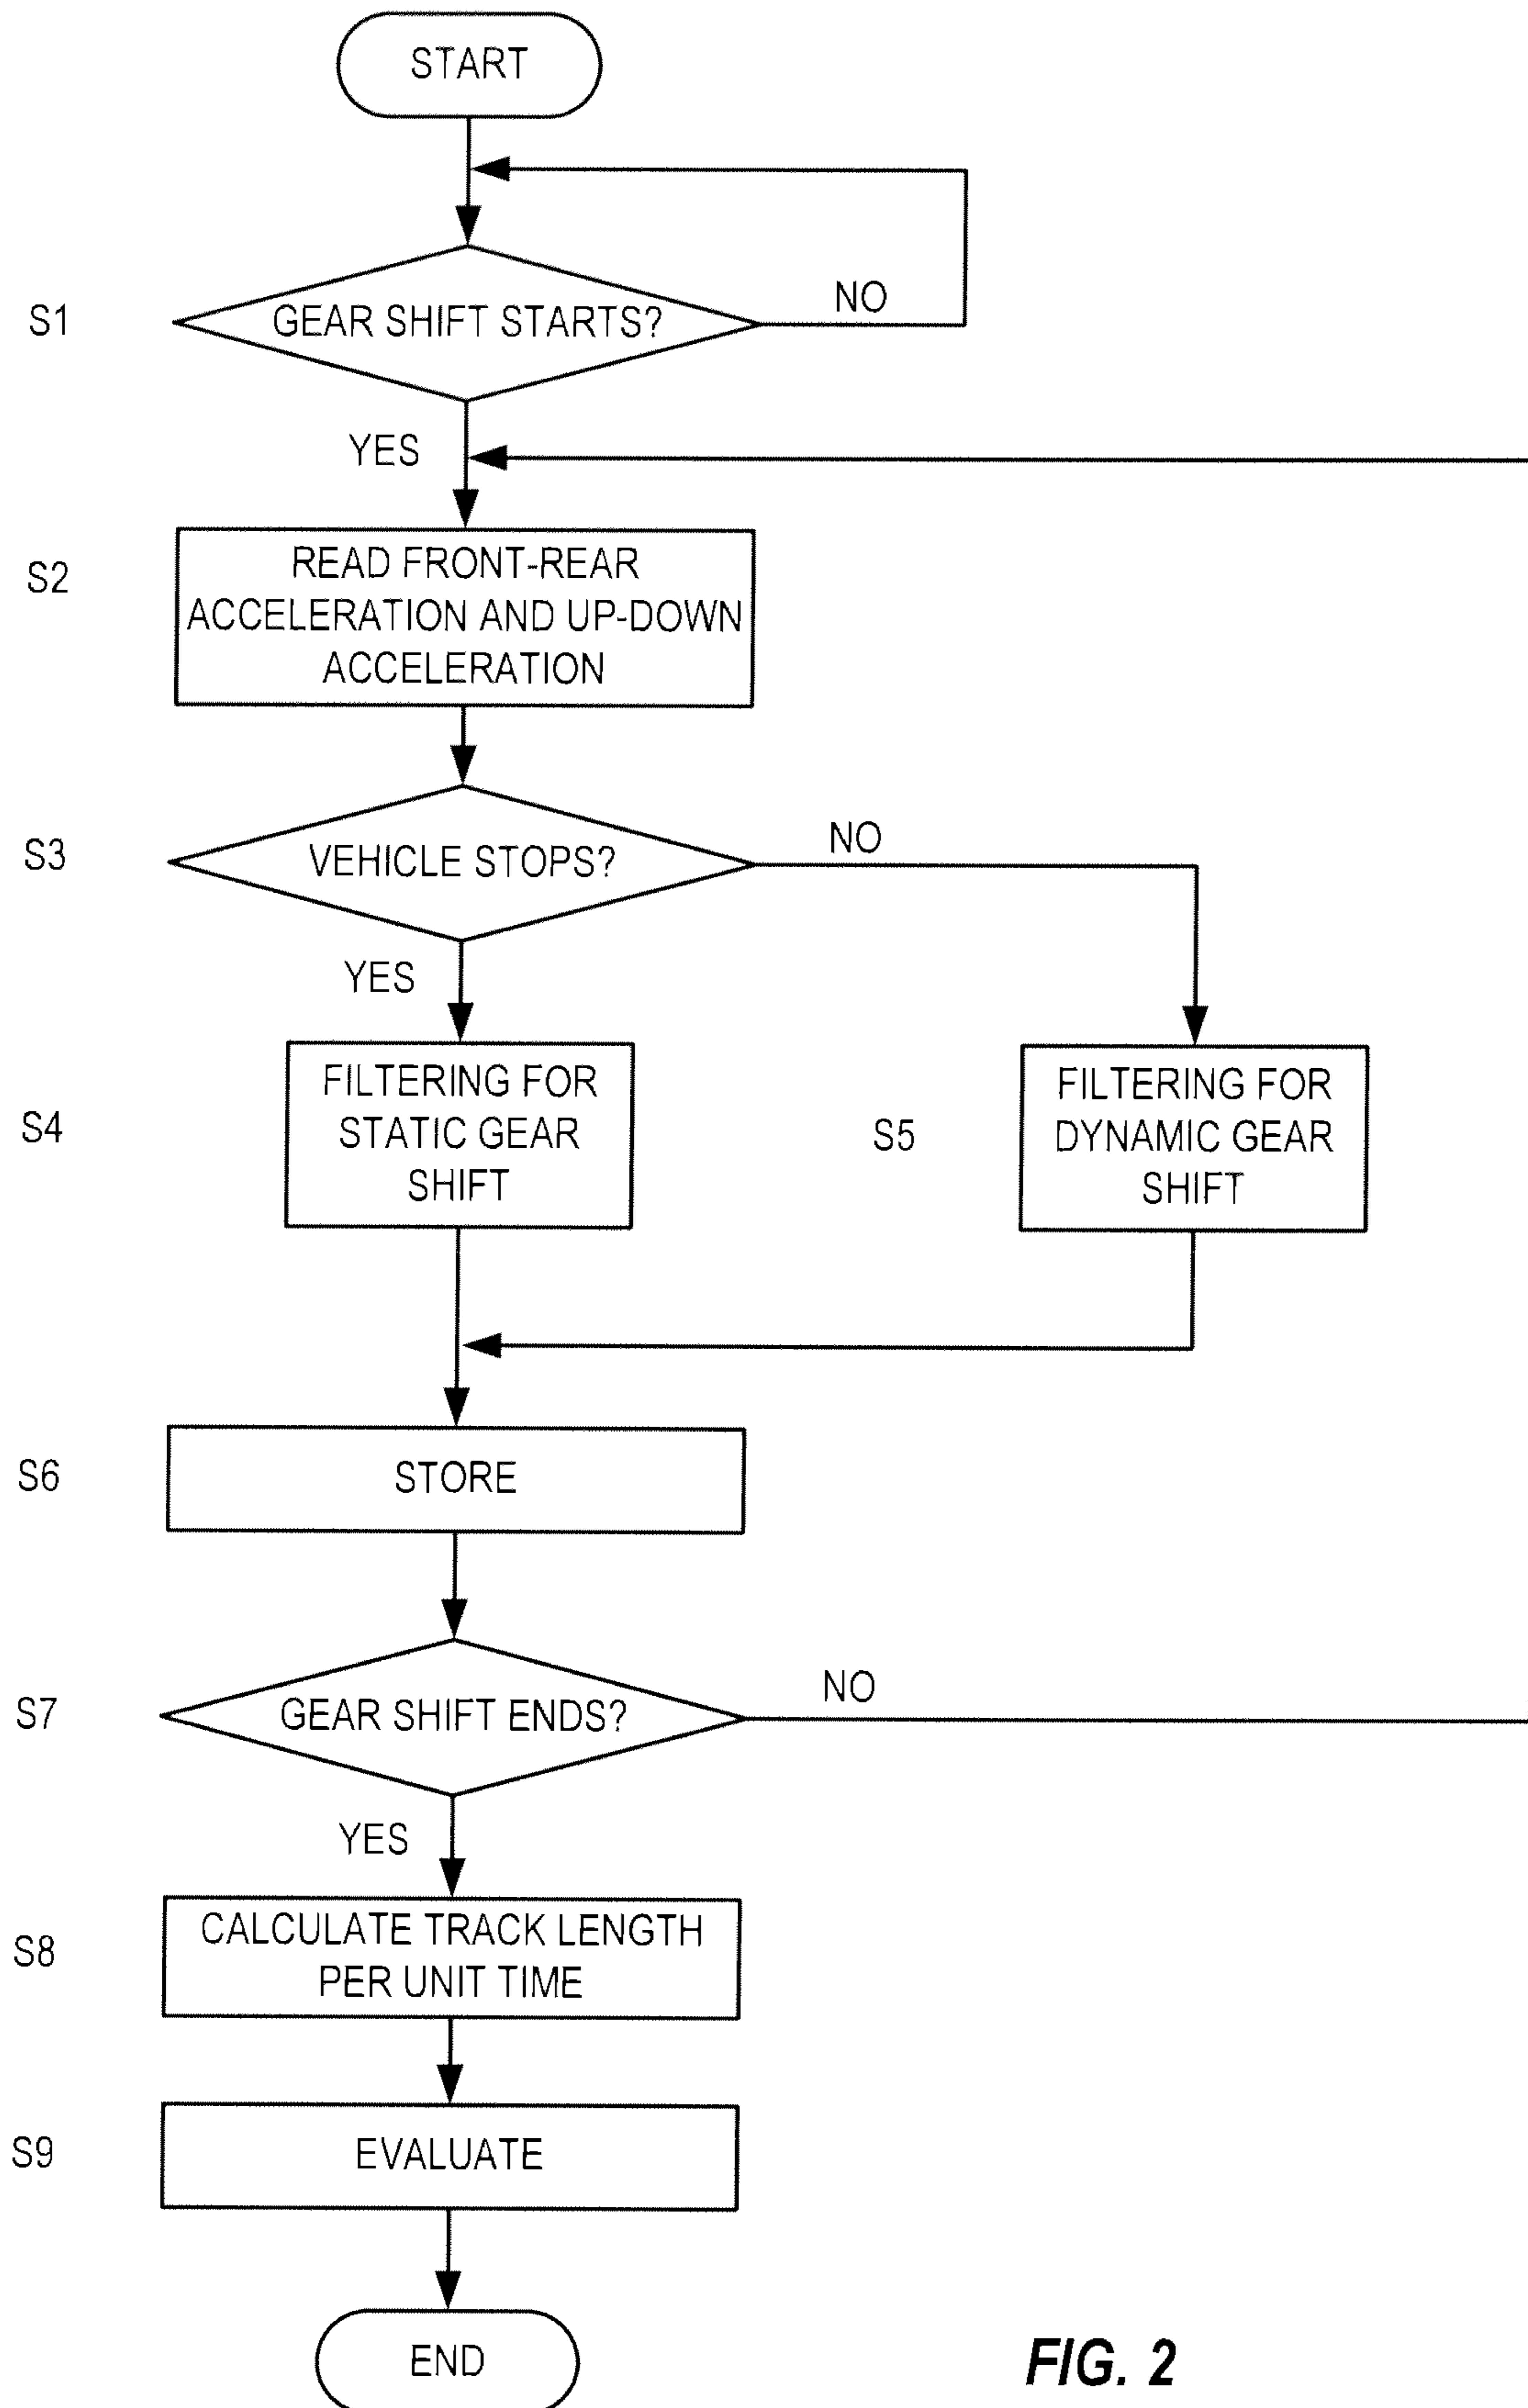 START
S1
GEAR SHIFT STARTS?
NO
YES
S2
READ FRONT-REAR
ACCELERATION AND UP-DOWN
ACCELERATION
S3
VEHICLE STOPS?
NO
YES
S4
FILTERING FOR
STATIC GEAR
SHIFT
S5
FILTERING FOR
DYNAMIC GEAR
SHIFT
S6
STORE
S7
GEAR SHIFT ENDS?
NO
YES
S8
CALCULATE TRACK LENGTH
PER UNIT TIME
S9
EVALUATE
END
FIG. 2